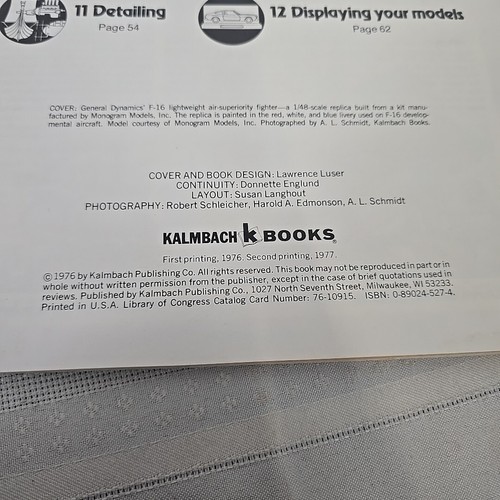 11 Detailing
Page 54
12 Displaying your models
Page 62
COVER: General Dynamics' F-16 lightweight air-superiority fighter—a 1/48-scale replica built from a kit manu-
factured by Monogram Models, Inc. The replica is painted in the red, white, and blue livery used on F-16 develop-
mental aircraft. Model courtesy of Monogram Models, Inc. Photographed by A. L. Schmidt, Kalmbach Books.
COVER AND BOOK DESIGN: Lawrence Luser
CONTINUITY: Donnette Englund
LAYOUT: Susan Langhout
PHOTOGRAPHY: Robert Schleicher, Harold A. Edmonson, A. L. Schmidt
KALMBACH k BOOKS®
First printing, 1976. Second printing, 1977.
© 1976 by Kalmbach Publishing Co. All rights reserved. This book may not be reproduced in part or in
whole without written permission from the publisher, except in the case of brief quotations used in
reviews. Published by Kalmbach Publishing Co., 1027 North Seventh Street, Milwaukee, WI 53233.
Printed in U.S.A. Library of Congress Catalog Card Number: 76-10915. ISBN: 0-89024-527-4.